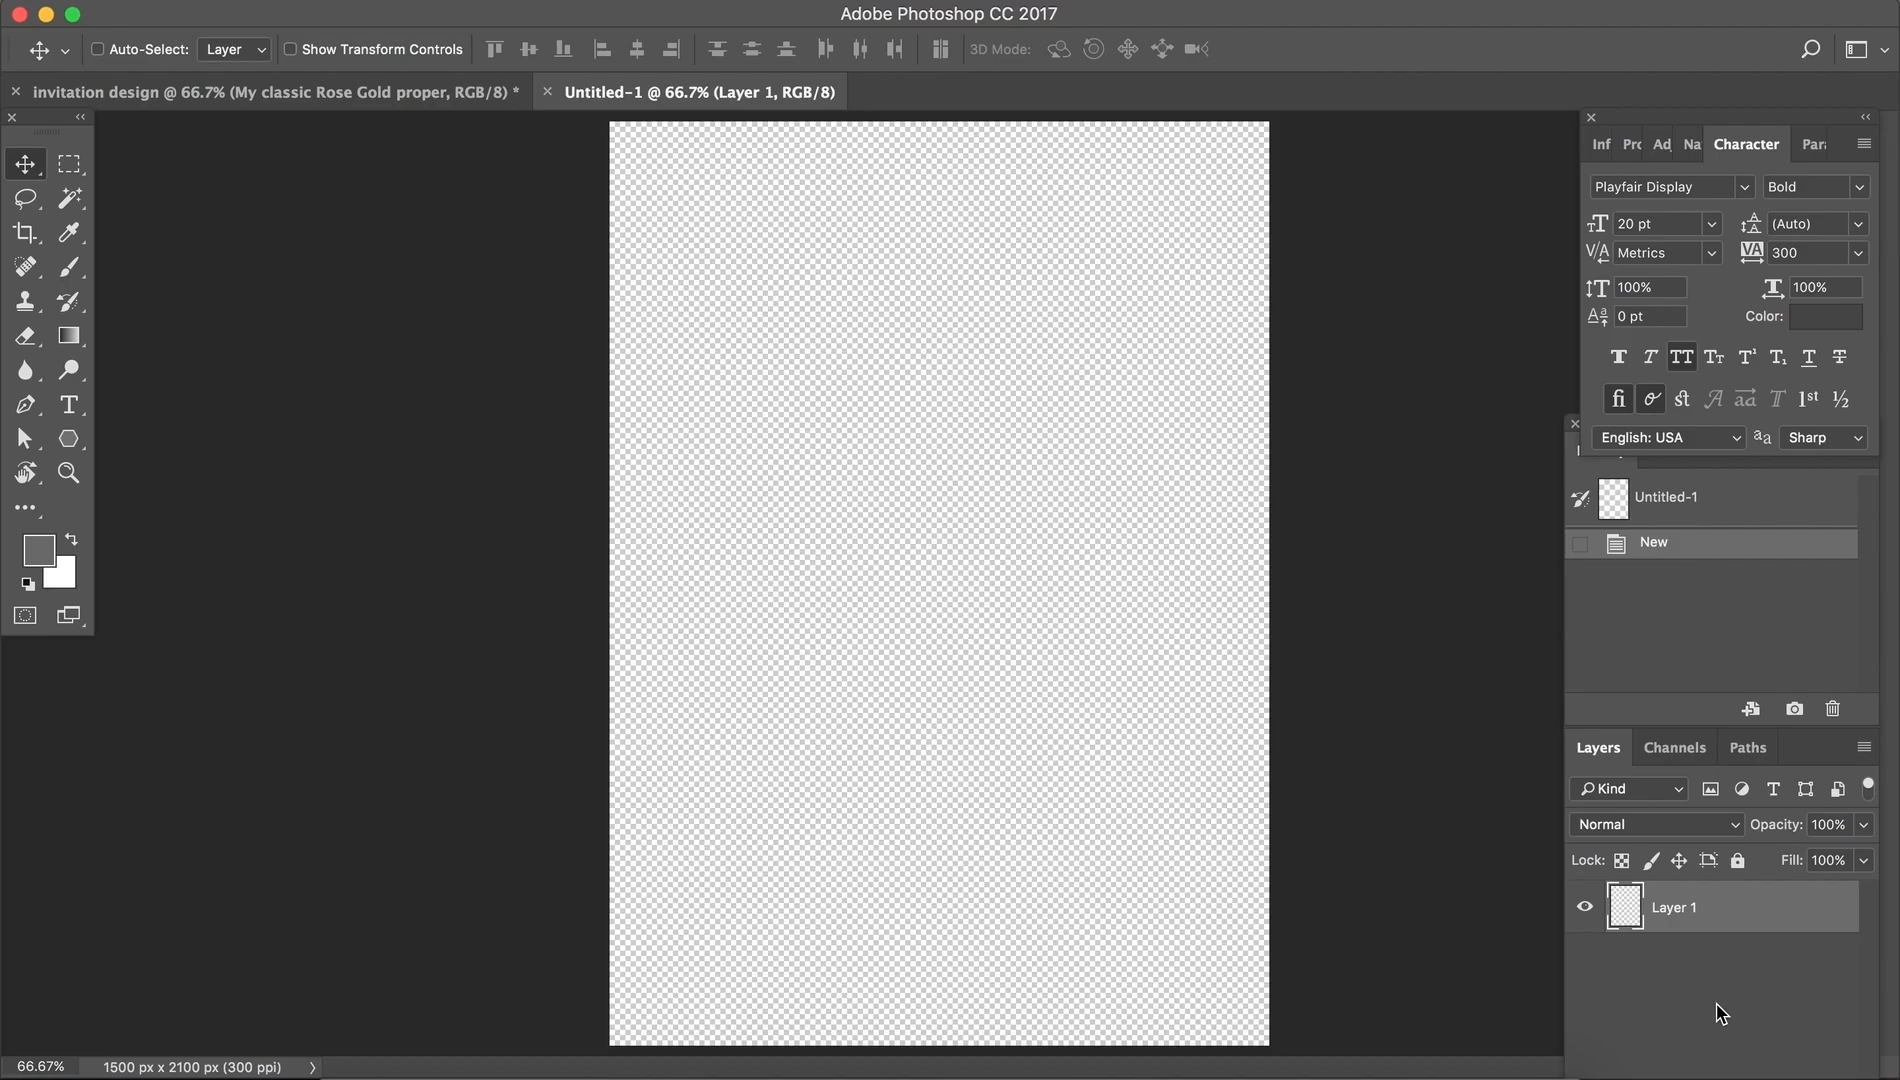 Adobe Photoshop CC 2017
Auto-Select: Layer Show Transform Controls 3D Mode:
invitation design @ 66.7% (My classic Rose Gold proper, RGB/8) * Untitled-1 @ 66.7% (Layer 1, RGB/8)
Inf Pro Adj Na Character Para
Playfair Display Bold
20 pt (Auto)
Metrics 300
100% 100%
0 pt Color:
English: USA Sharp
Untitled-1
New
Layers Channels Paths
Kind
Normal Opacity: 100%
Lock: Fill: 100%
Layer 1
66.67% 1500 px x 2100 px (300 ppi)